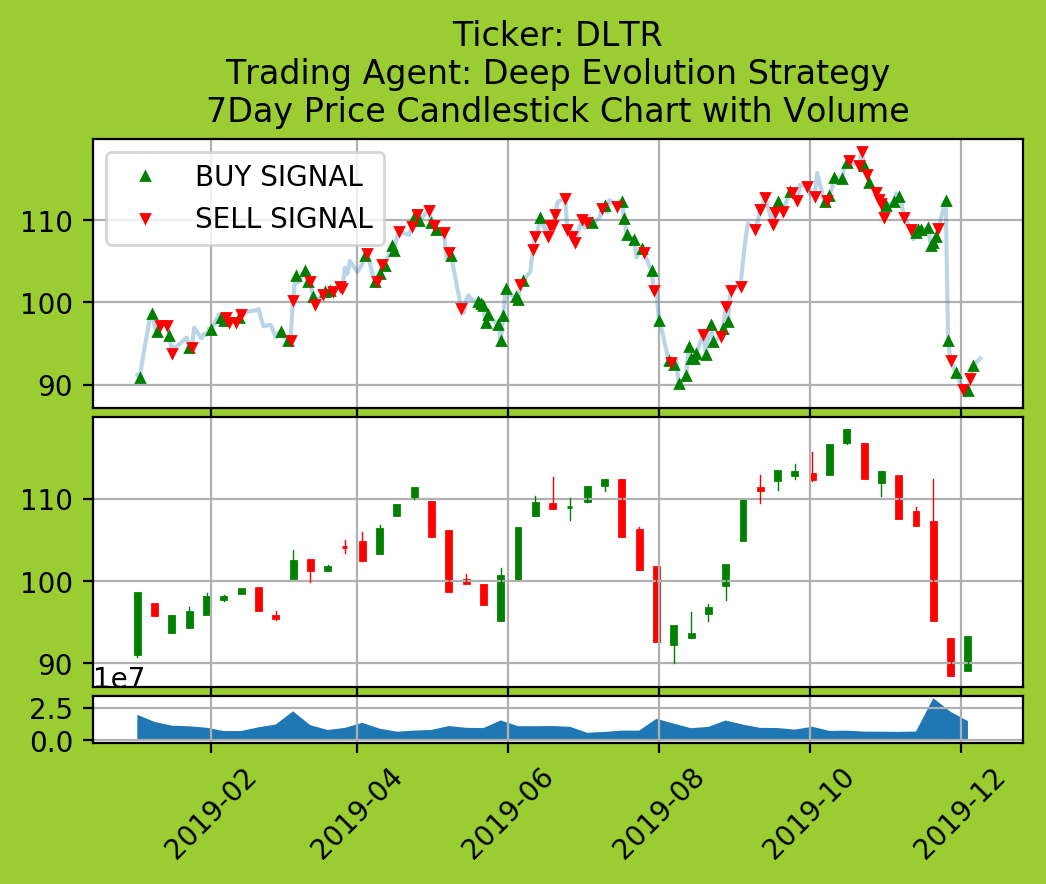 Ticker: DLTR
Trading Agent: Deep Evolution Strategy
7Day Price Candlestick Chart with Volume
BUY SIGNAL
SELL SIGNAL
110
100
90
110
100
90
1e7
2.5
0.0
2019-02
2019-04
2019-06
2019-08
2019-10
2019-12